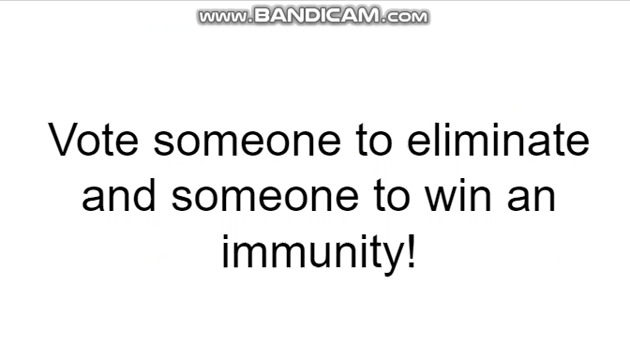 www.BANDICAM.com
Vote someone to eliminate
and someone to win an
immunity!